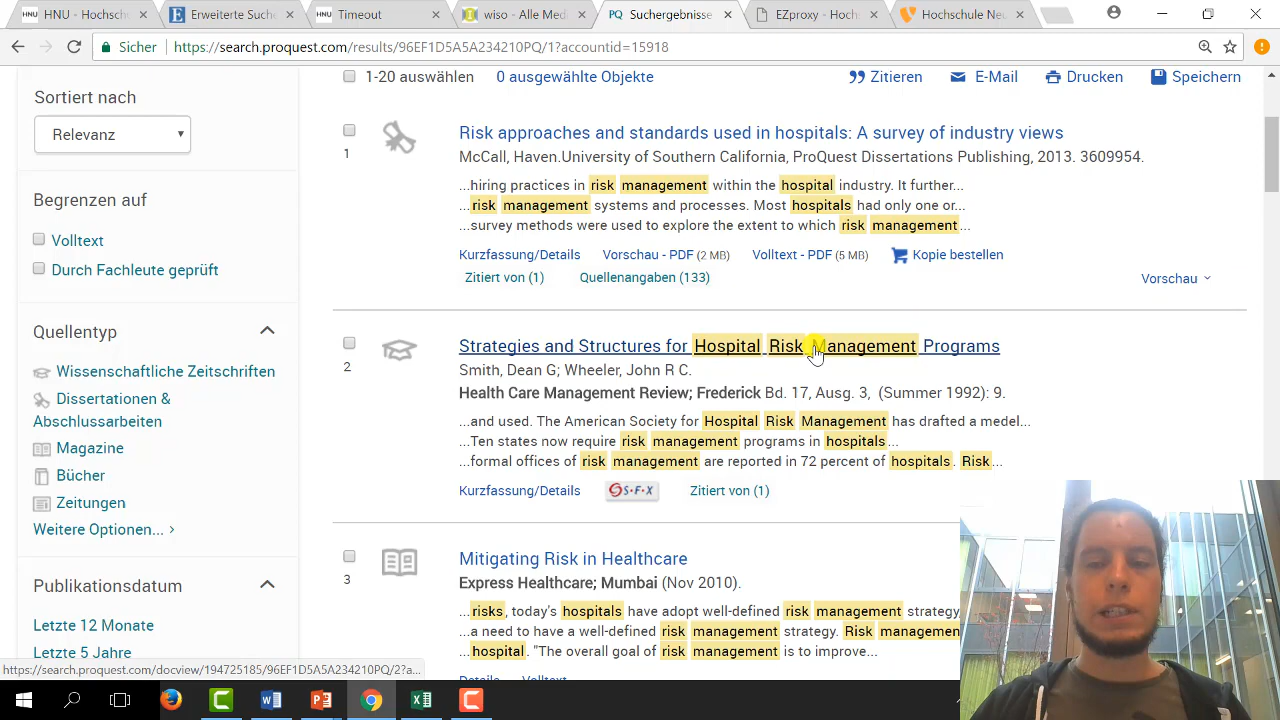 HNU - Hochsch
Erweiterte Suche
Timeout
wiso - Alle Med
PQ Suchergebnisse
EZproxy - Hoch
Hochschule Neu
Sicher https://search.proquest.com/results/96EF1D5A5A234210PQ/1?accountid=15918
1-20 auswählen 0 ausgewählte Objekte Zitieren E-Mail Drucken Speichern
Sortiert nach
Relevanz
Begrenzen auf
Volltext
Durch Fachleute geprüft
Quellentyp
Wissenschaftliche Zeitschriften
Dissertationen &
Abschlussarbeiten
Magazine
Bücher
Zeitungen
Weitere Optionen... >
Publikationsdatum
Letzte 12 Monate
Letzte 5 Jahre
1
Risk approaches and standards used in hospitals: A survey of industry views
McCall, Haven.University of Southern California, ProQuest Dissertations Publishing, 2013. 3609954.
...hiring practices in risk management within the hospital industry. It further...
...risk management systems and processes. Most hospitals had only one or...
...survey methods were used to explore the extent to which risk management...
Kurzfassung/Details Vorschau - PDF (2 MB) Volltext - PDF (5 MB) Kopie bestellen
Zitiert von (1) Quellenangaben (133) Vorschau
2
Strategies and Structures for Hospital Risk Management Programs
Smith, Dean G; Wheeler, John R C.
Health Care Management Review; Frederick Bd. 17, Ausg. 3, (Summer 1992): 9.
...and used. The American Society for Hospital Risk Management has drafted a model...
...Ten states now require risk management programs in hospitals...
...formal offices of risk management are reported in 72 percent of hospitals. Risk...
Kurzfassung/Details S·F·X Zitiert von (1)
3
Mitigating Risk in Healthcare
Express Healthcare; Mumbai (Nov 2010).
...risks, today's hospitals have adopt well-defined risk management strategy,
...a need to have a well-defined risk management strategy. Risk managemen
...hospital. "The overall goal of risk management is to improve...
https://search.proquest.com/docview/194725185/96EF1D5A5A234210PQ/2?a...